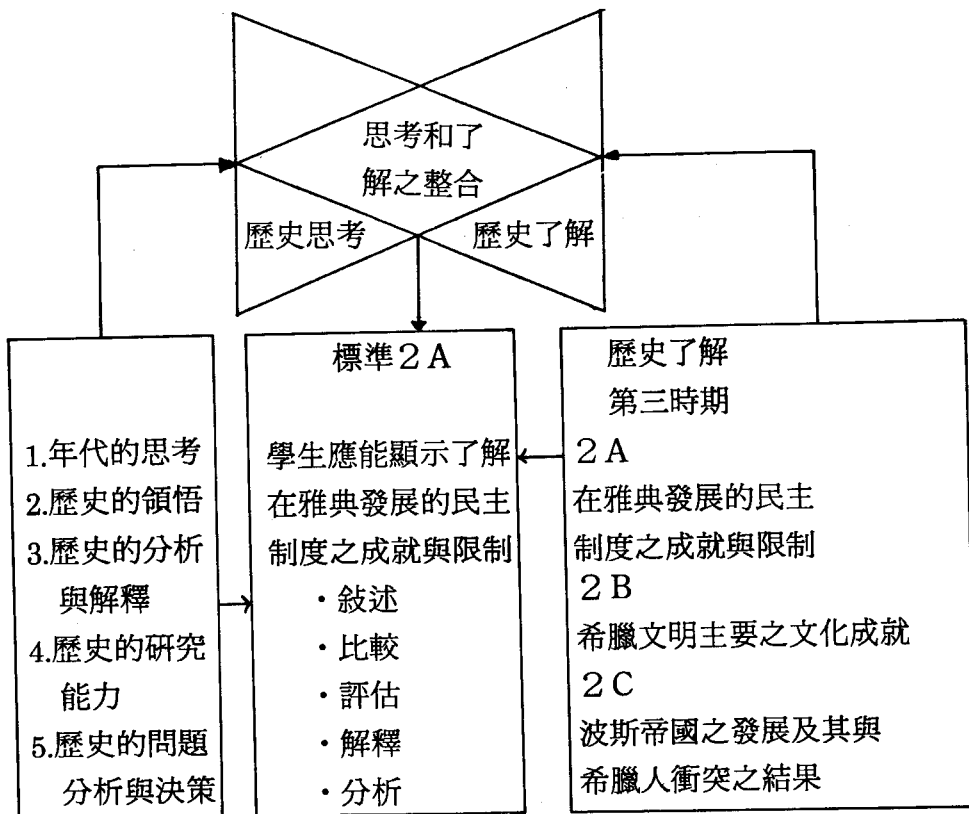 思考和了
解之整合
歷史思考
歷史了解
1.年代的思考
2.歷史的領悟
3.歷史的分析
與解釋
4.歷史的研究
能力
5.歷史的問題
分析與決策
標準2A
學生應能顯示了解
在雅典發展的民主
制度之成就與限制
・敍述
・比較
・評估
・解釋
・分析
歷史了解
第三時期
2A
在雅典發展的民主
制度之成就與限制
2B
希臘文明主要之文化成就
2C
波斯帝國之發展及其與
希臘人衝突之結果